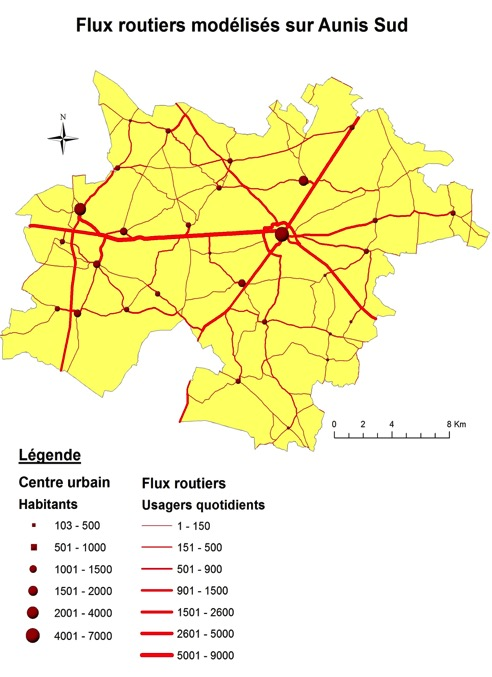 Flux routiers modélisés sur Aunis Sud
N
0 2 4 8 Km
Légende
Centre urbain
Habitants
103 - 500
501 - 1000
1001 - 1500
1501 - 2000
2001 - 4000
4001 - 7000
Flux routiers
Usagers quotidients
1 - 150
151 - 500
501 - 900
901 - 1500
1501 - 2600
2601 - 5000
5001 - 9000